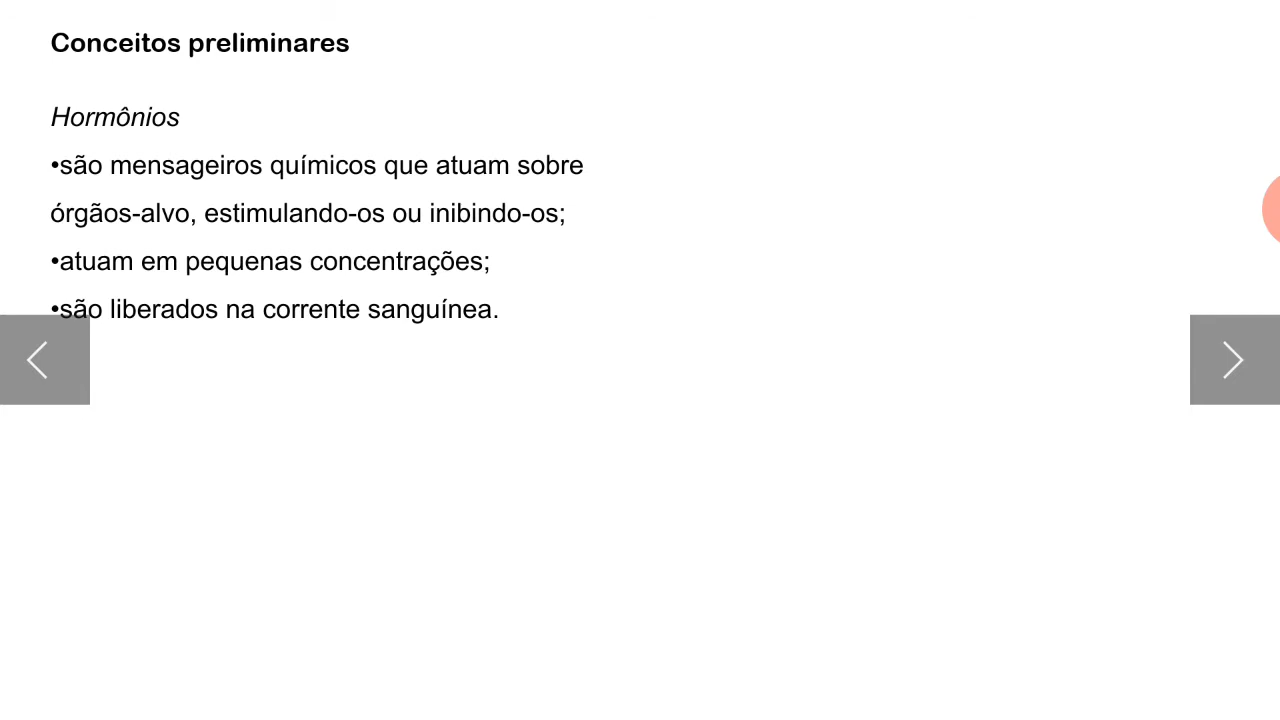 Conceitos preliminares
Hormônios
•são mensageiros químicos que atuam sobre
órgãos-alvo, estimulando-os ou inibindo-os;
•atuam em pequenas concentrações;
•são liberados na corrente sanguínea.